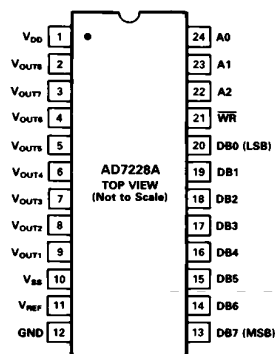 VDD 1 24 A0
VOUT8 2 23 A1
VOUT7 3 22 A2
VOUT6 4 21 WR
VOUT5 5 20 DB0 (LSB)
VOUT4 6 19 DB1
AD7228A
TOP VIEW
(Not to Scale)
VOUT3 7 18 DB2
VOUT2 8 17 DB3
VOUT1 9 16 DB4
VSS 10 15 DB5
VREF 11 14 DB6
GND 12 13 DB7 (MSB)